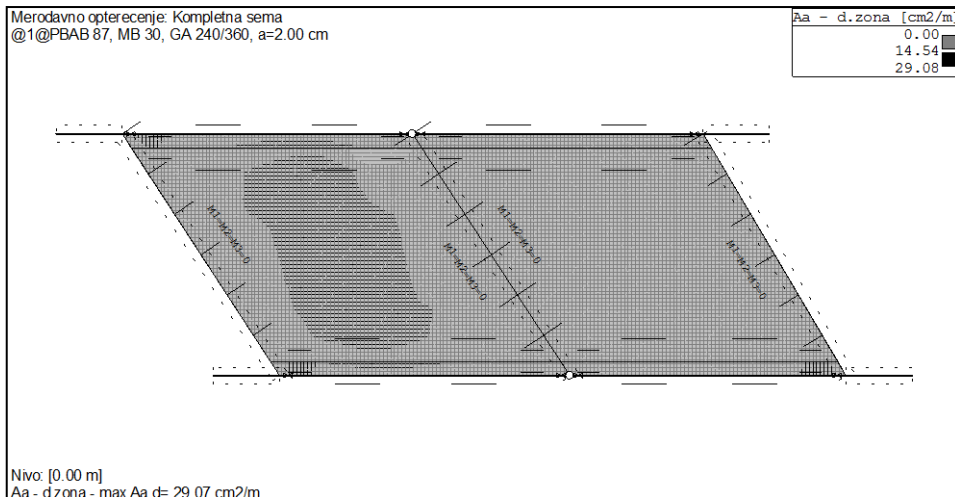 Merodavno opterecenje: Kompletna sema
@1@PBAB 87, MB 30, GA 240/360, a=2.00 cm
Aa - d.zona [cm2/m]
0.00
14.54
29.08
M1=M2=M3=0
M1=M2=M3=0
M1=M2=M3=0
M1=M2=M3=0
Nivo: [0.00 m]
Aa - d.zona - max Aa,d= 29.07 cm2/m